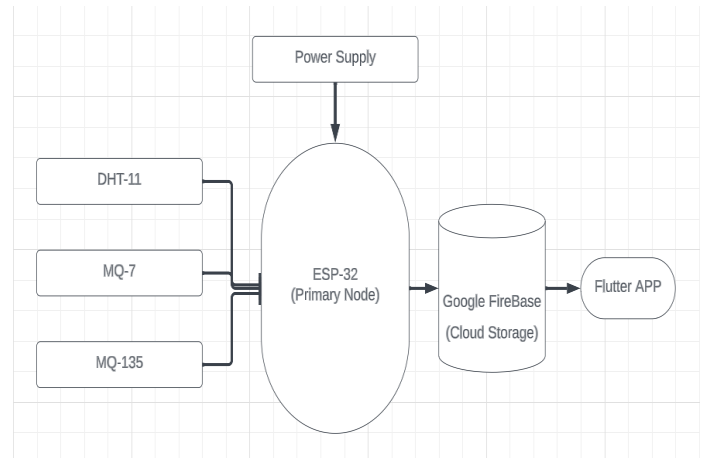 Power Supply
DHT-11
MQ-7
MQ-135
ESP-32
(Primary Node)
Google FireBase
(Cloud Storage)
Flutter APP